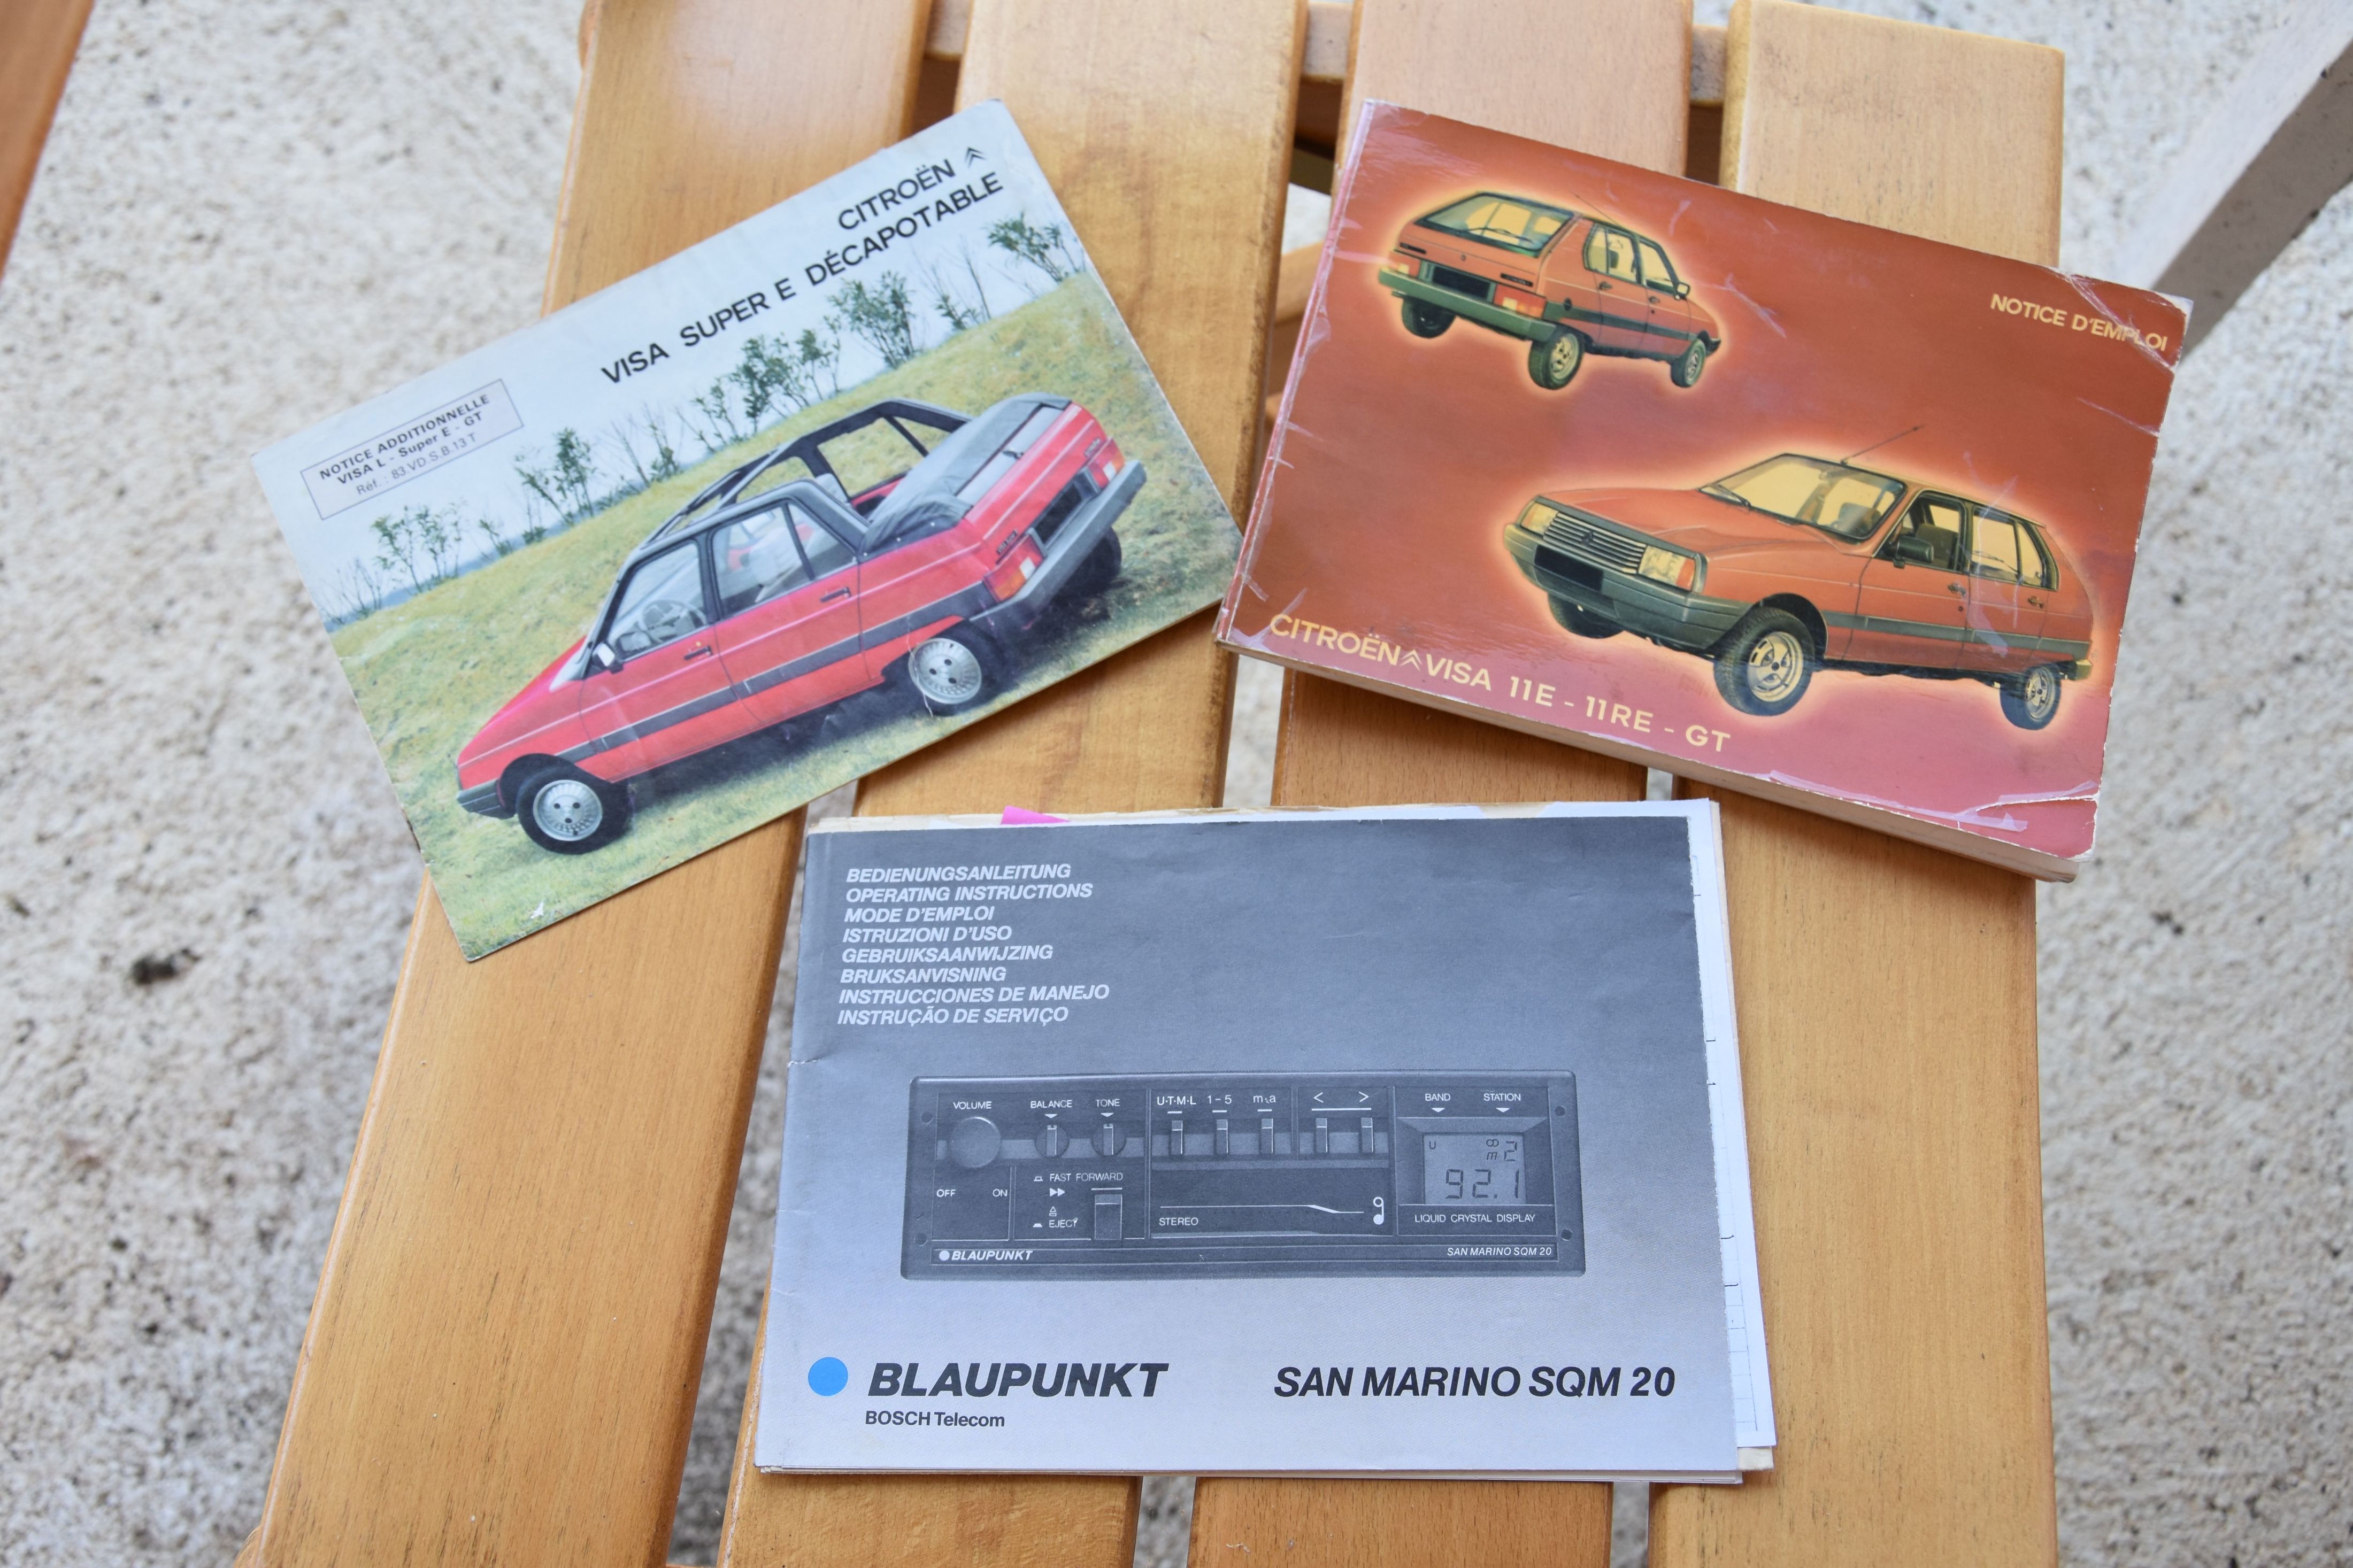 CITROËN
VISA SUPER E DÉCAPOTABLE
NOTICE ADDITIONNELLE
VISA L - Super E - GT
Réf.: 83.VD.S.B.13 T
NOTICE D'EMPLOI
CITROËN VISA 11E - 11RE - GT
BEDIENUNGSANLEITUNG
OPERATING INSTRUCTIONS
MODE D'EMPLOI
ISTRUZIONI D'USO
GEBRUIKSAANWIJZING
BRUKSANVISNING
INSTRUCCIONES DE MANEJO
INSTRUÇÃO DE SERVIÇO
VOLUME BALANCE TONE U·T·M·L 1-5 m:a < > BAND STATION
U m2
92.1
FAST FORWARD
OFF ON
EJECT
STEREO
LIQUID CRYSTAL DISPLAY
BLAUPUNKT SAN MARINO SQM 20
BLAUPUNKT SAN MARINO SQM 20
BOSCH Telecom